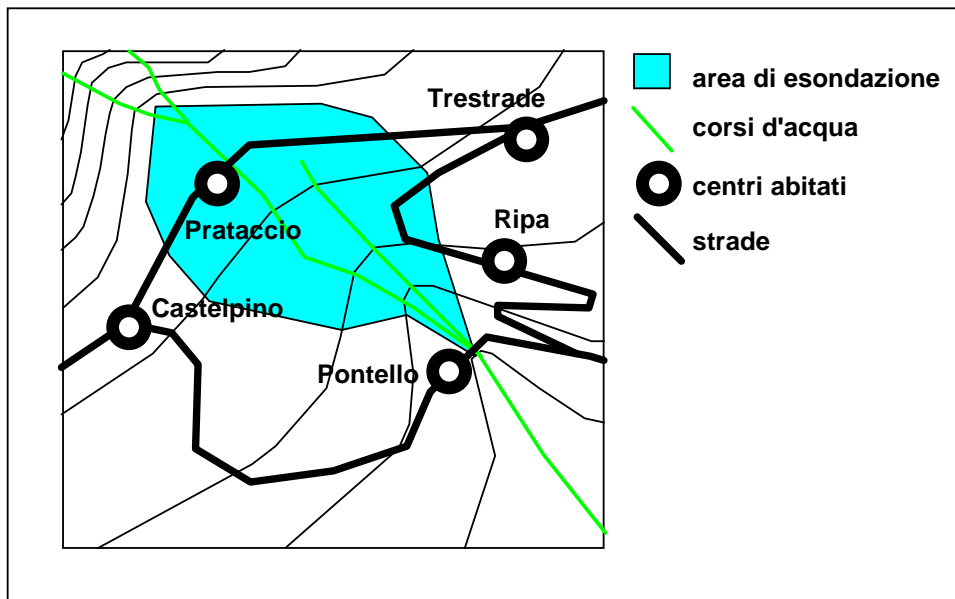 Trestrade
Prataccio
Ripa
Castelpino
Pontello
area di esondazione
corsi d'acqua
centri abitati
strade